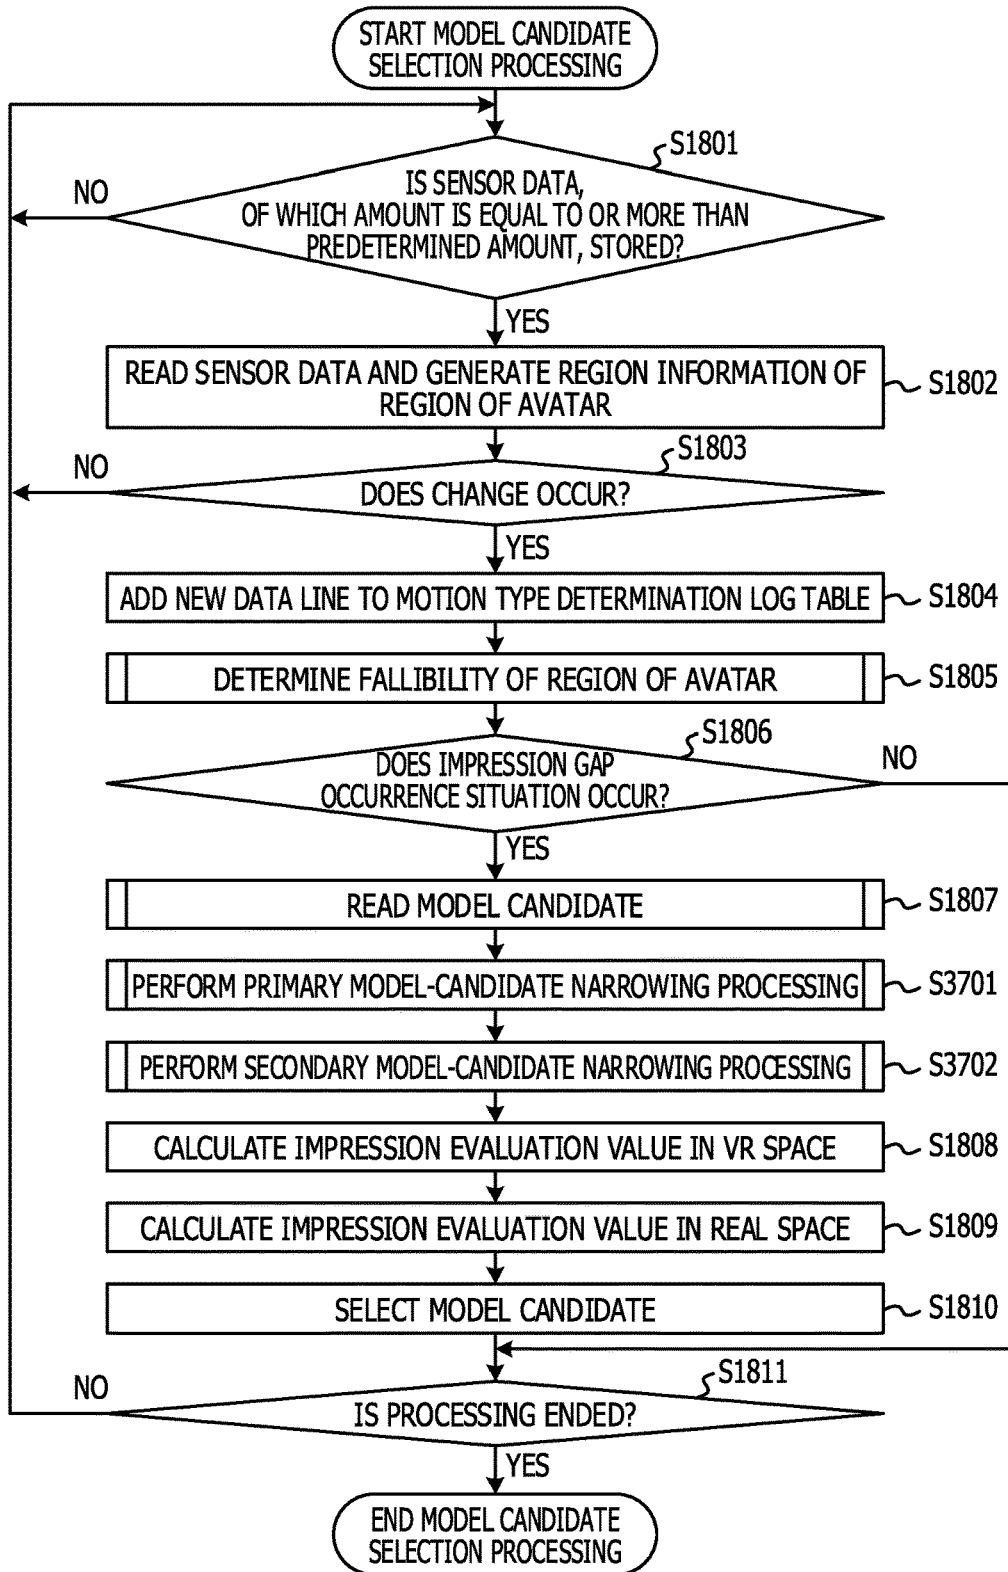 START MODEL CANDIDATE
SELECTION PROCESSING
S1801
NO
IS SENSOR DATA,
OF WHICH AMOUNT IS EQUAL TO OR MORE THAN
PREDETERMINED AMOUNT, STORED?
YES
READ SENSOR DATA AND GENERATE REGION INFORMATION OF
REGION OF AVATAR
S1802
S1803
NO
DOES CHANGE OCCUR?
YES
ADD NEW DATA LINE TO MOTION TYPE DETERMINATION LOG TABLE
S1804
DETERMINE FALLIBILITY OF REGION OF AVATAR
S1805
S1806
NO
DOES IMPRESSION GAP
OCCURRENCE SITUATION OCCUR?
YES
READ MODEL CANDIDATE
S1807
PERFORM PRIMARY MODEL-CANDIDATE NARROWING PROCESSING
S3701
PERFORM SECONDARY MODEL-CANDIDATE NARROWING PROCESSING
S3702
CALCULATE IMPRESSION EVALUATION VALUE IN VR SPACE
S1808
CALCULATE IMPRESSION EVALUATION VALUE IN REAL SPACE
S1809
SELECT MODEL CANDIDATE
S1810
S1811
NO
IS PROCESSING ENDED?
YES
END MODEL CANDIDATE
SELECTION PROCESSING